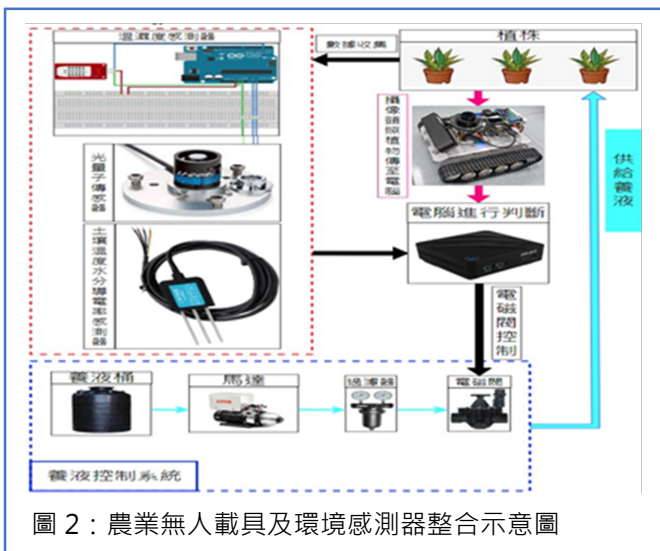 溫濕度感測器
數據收集
植株
攝像頭照植物傳至電腦
光量子傳感器
供給養液
電腦進行判斷
土壤溫度水分導電率感測器
電磁閥控制
養液桶
馬達
過濾器
電磁閥
養液控制系統
圖 2：農業無人載具及環境感測器整合示意圖